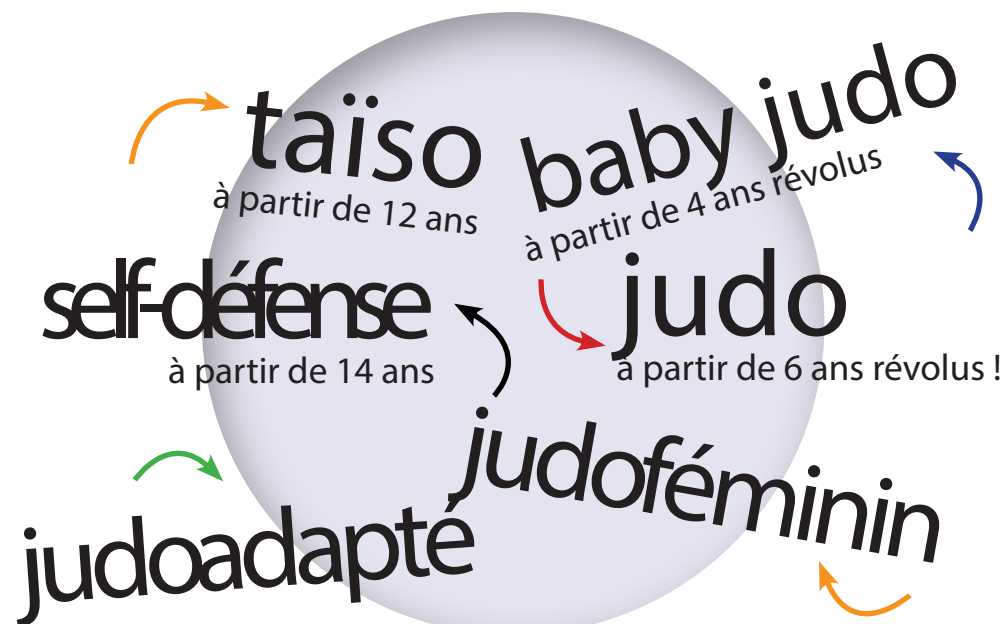 taïso
à partir de 12 ans
baby judo
à partir de 4 ans révolus
self-défense
à partir de 14 ans
judo
à partir de 6 ans révolus !
judoféminin
judoadapté